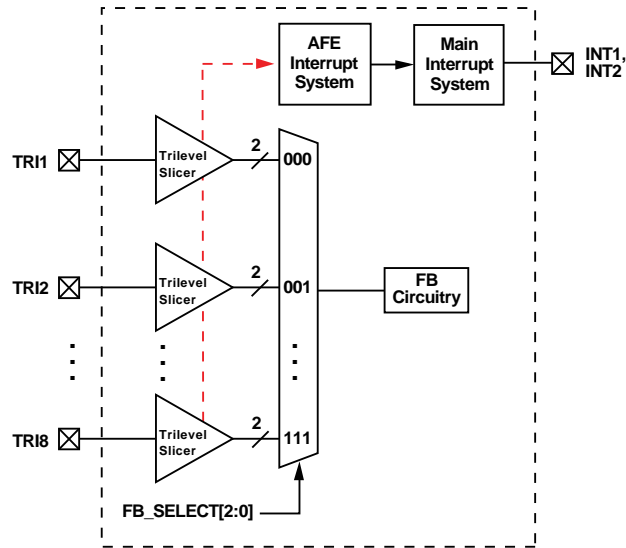 AFE
Interrupt
System
Main
Interrupt
System
INT1,
INT2
TRI1
Trilevel
Slicer
2
000
TRI2
Trilevel
Slicer
2
001
FB
Circuitry
TRI8
Trilevel
Slicer
2
111
FB_SELECT[2:0]